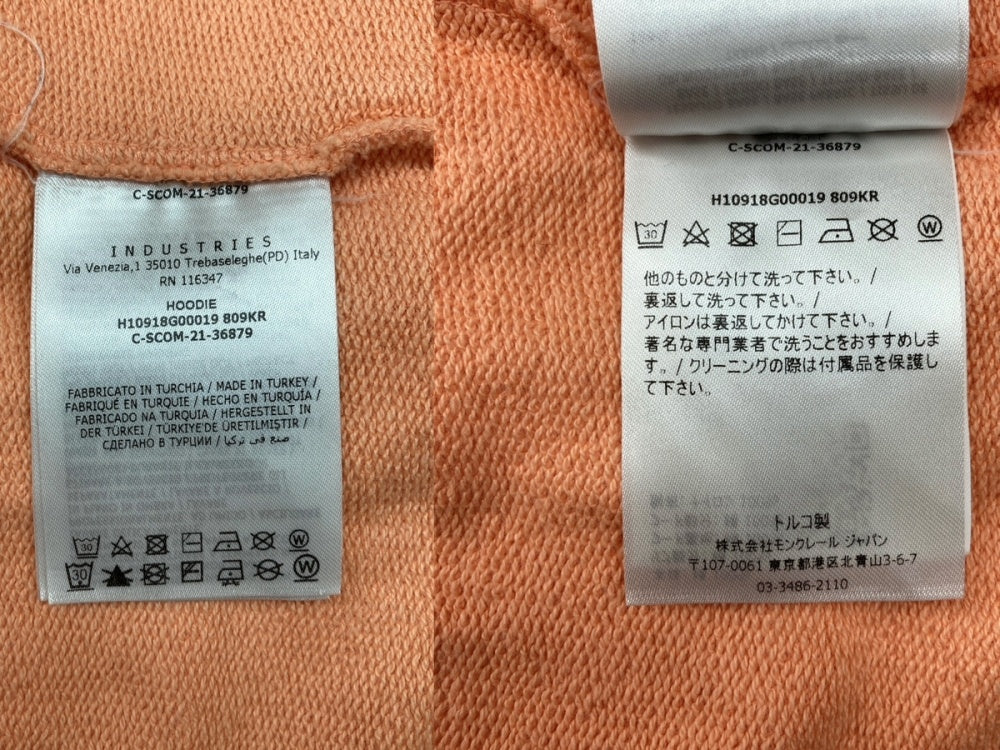 C-SCOM-21-36879
INDUSTRIES
Via Venezia,1 35010 Trebaseleghe(PD) Italy
RN 116347
HOODIE
H10918G00019 809KR
C-SCOM-21-36879
FABBRICATO IN TURCHIA / MADE IN TURKEY /
FABRIQUÉ EN TURQUIE / HECHO EN TURQUÍA /
FABRICADO NA TURQUIA / HERGESTELLT IN
DER TÜRKEI / TÜRKİYE'DE ÜRETİLMİŞTİR /
СДЕЛАНО В ТУРЦИИ / صنع في تركيا
30
W
30
W
C-SCOM-21-36879
H10918G00019 809KR
30
W
他のものと分けて洗って下さい。/
裏返して洗って下さい。/
アイロンは裏返してかけて下さい。/
著名な専門業者で洗うことをおすすめしま
す。/ クリーニングの際は付属品を保護し
て下さい。
トルコ製
株式会社モンクレール ジャパン
〒107-0061 東京都港区北青山3-6-7
03-3486-2110